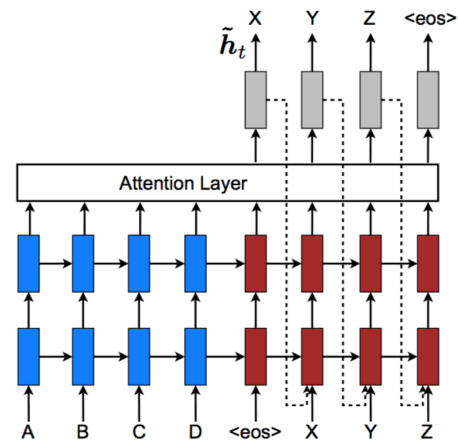 X Y Z <eos>
h̃ₜ
Attention Layer
A B C D <eos> X Y Z